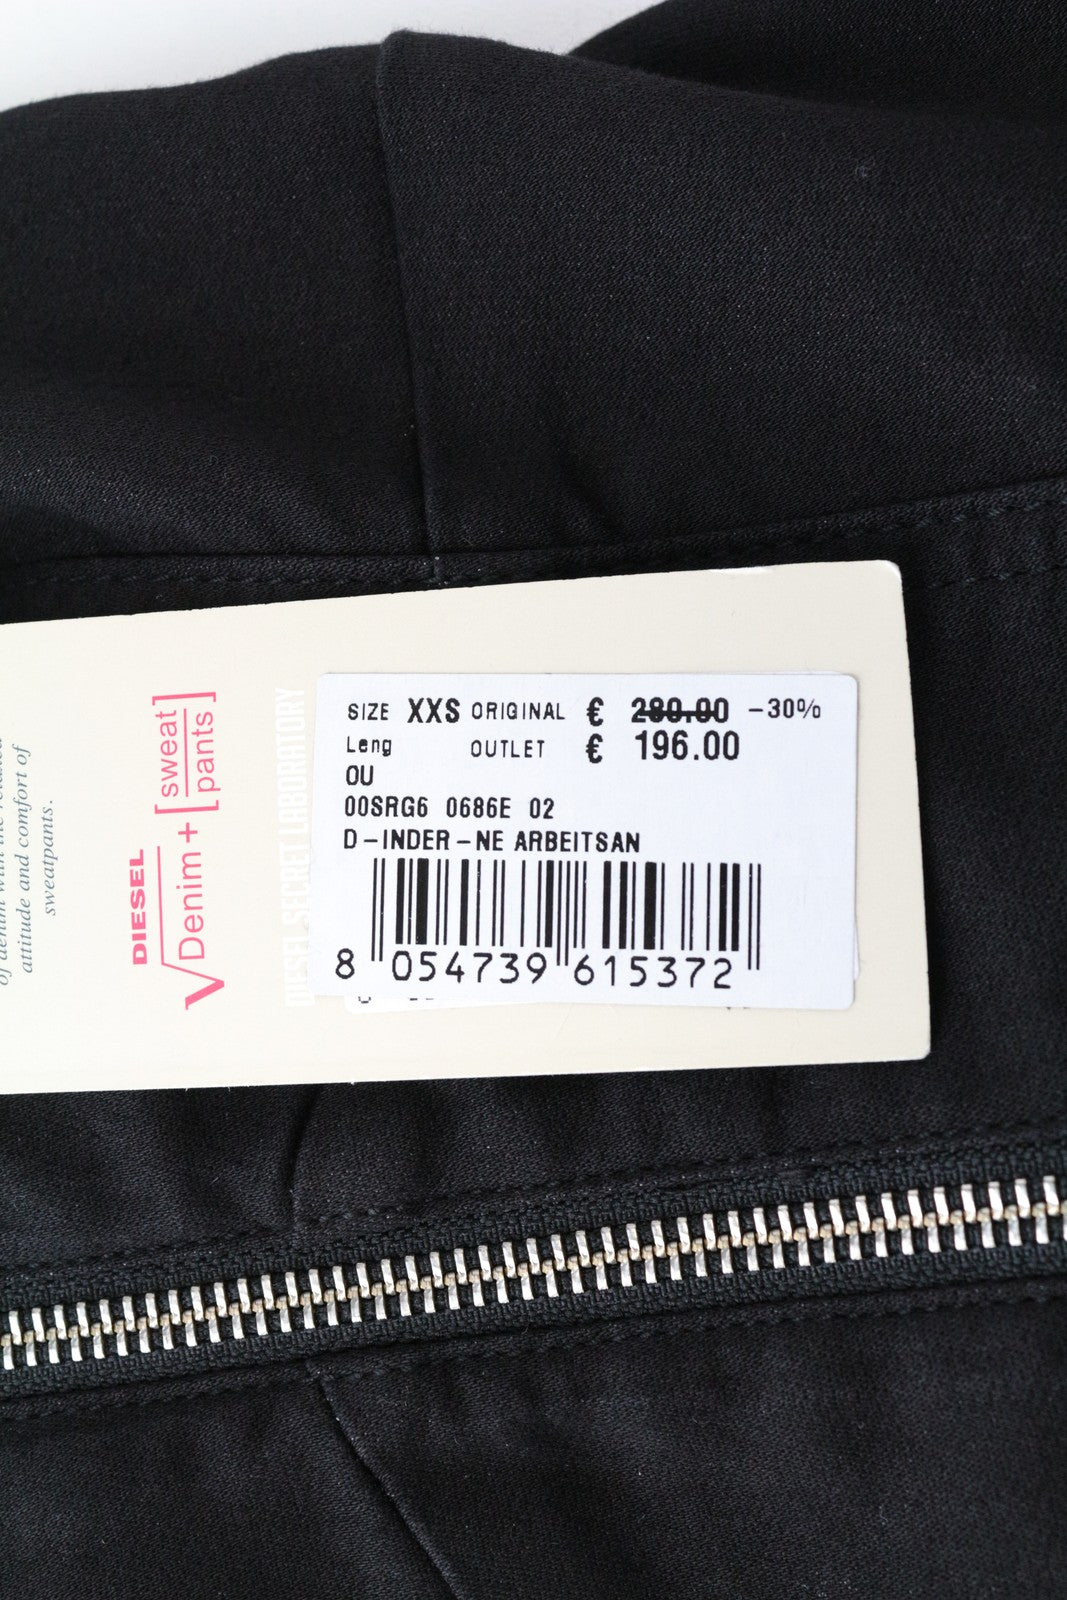 SIZE XXS ORIGINAL € 280.00 -30%
Leng OUTLET € 196.00
OU
00SRG6 0686E 02
D-INDER-NE ARBEITSAN
8 054739 615372
DIESEL
Denim + [sweat pants]
DIESEL SECRET LABORATORY
attitude and comfort of
sweatpants.